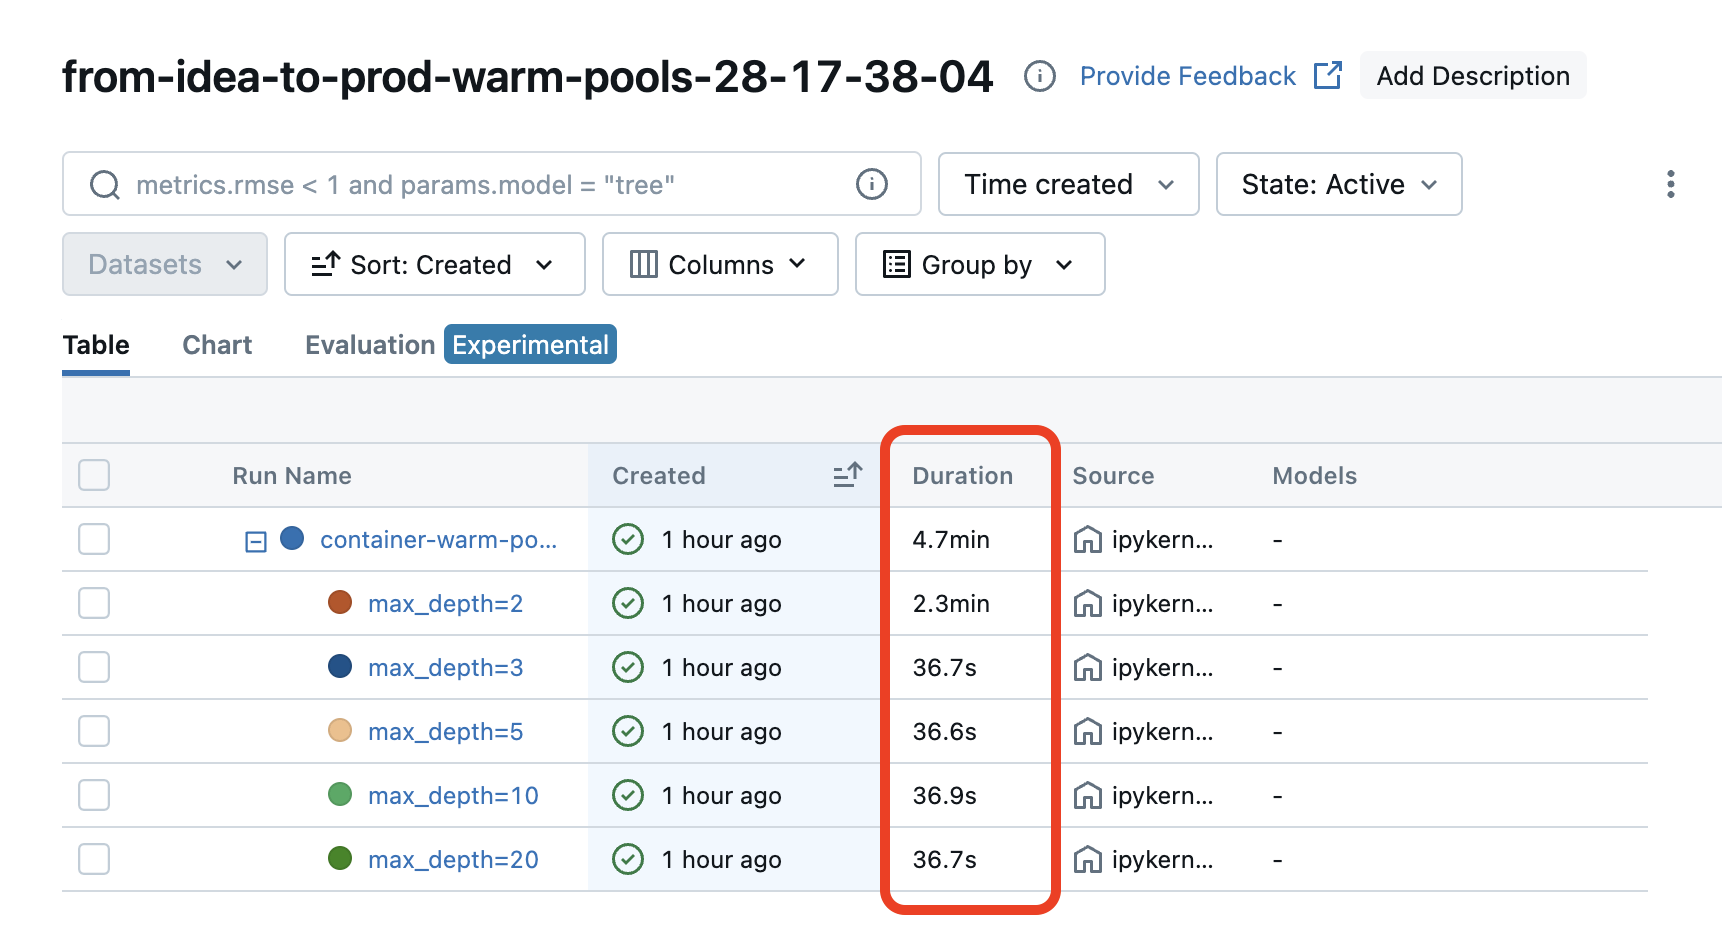 from-idea-to-prod-warm-pools-28-17-38-04 Provide Feedback Add Description
metrics.rmse < 1 and params.model = "tree" Time created State: Active
Datasets Sort: Created Columns Group by
Table Chart Evaluation Experimental
Run Name Created Duration Source Models
container-warm-po... 1 hour ago 4.7min ipykern... -
max_depth=2 1 hour ago 2.3min ipykern... -
max_depth=3 1 hour ago 36.7s ipykern... -
max_depth=5 1 hour ago 36.6s ipykern... -
max_depth=10 1 hour ago 36.9s ipykern... -
max_depth=20 1 hour ago 36.7s ipykern... -